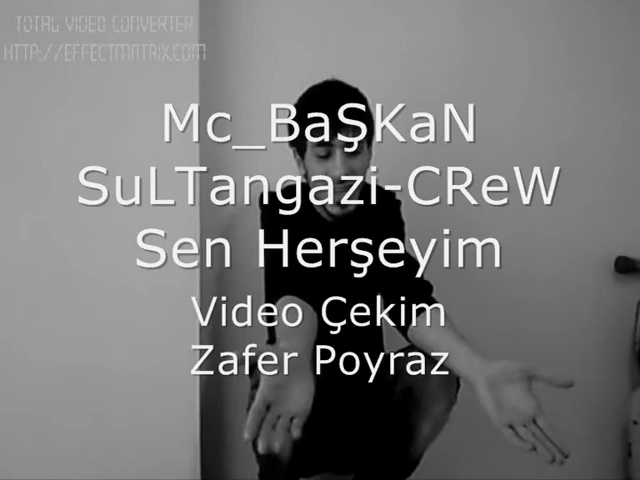 TOTAL VIDEO CONVERTER
HTTP://EFFECTMATRIX.COM
Mc_BaŞKaN
SuLTangazi-CReW
Sen Herşeyim
Video Çekim
Zafer Poyraz